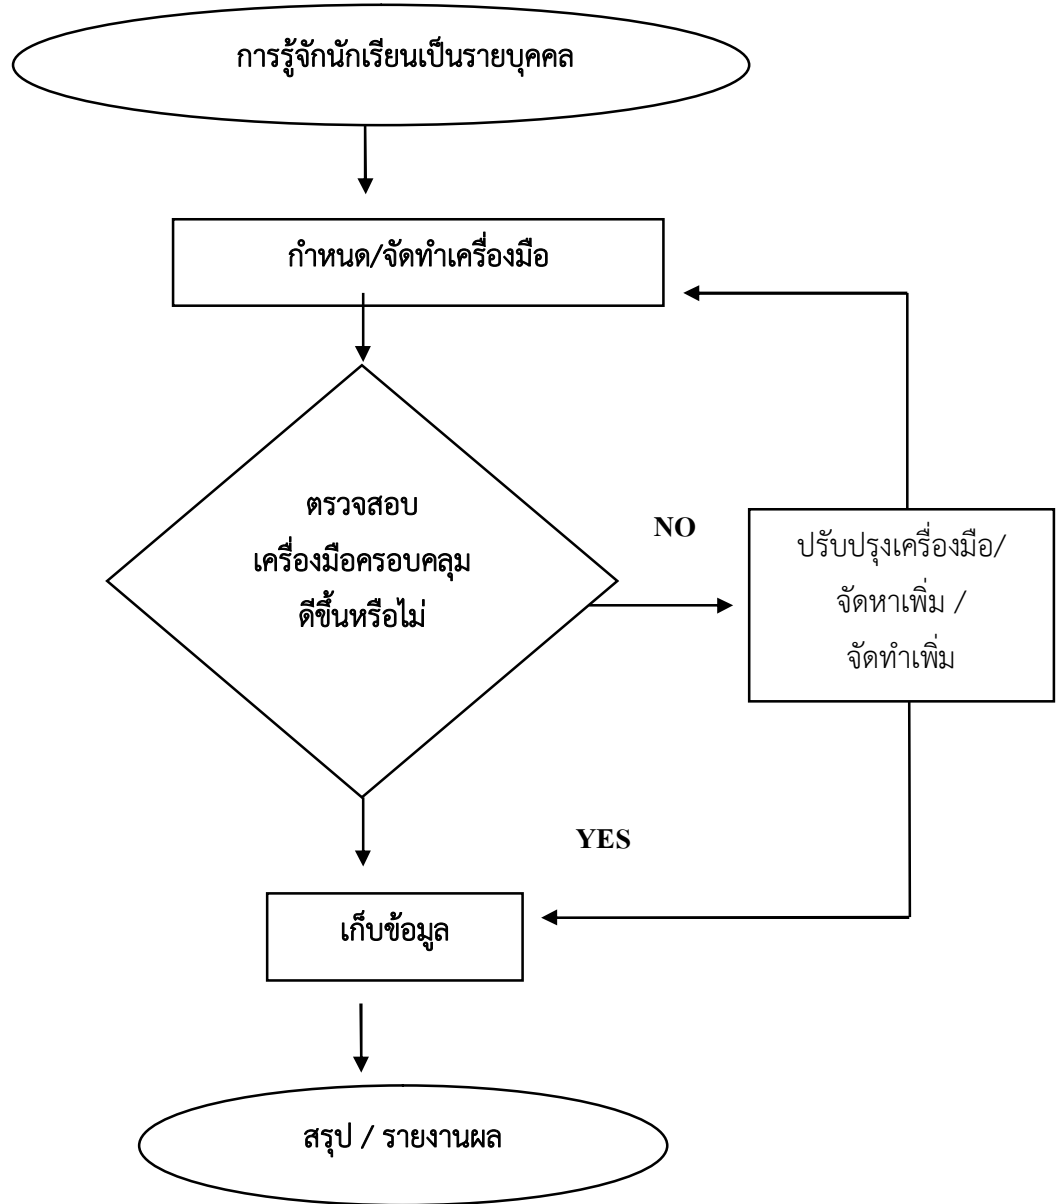 การรู้จักนักเรียนเป็นรายบุคคล
กำหนด/จัดทำเครื่องมือ
ตรวจสอบ
เครื่องมือครอบคลุม
ดีขึ้นหรือไม่
NO
ปรับปรุงเครื่องมือ/
จัดหาเพิ่ม /
จัดทำเพิ่ม
YES
เก็บข้อมูล
สรุป / รายงานผล